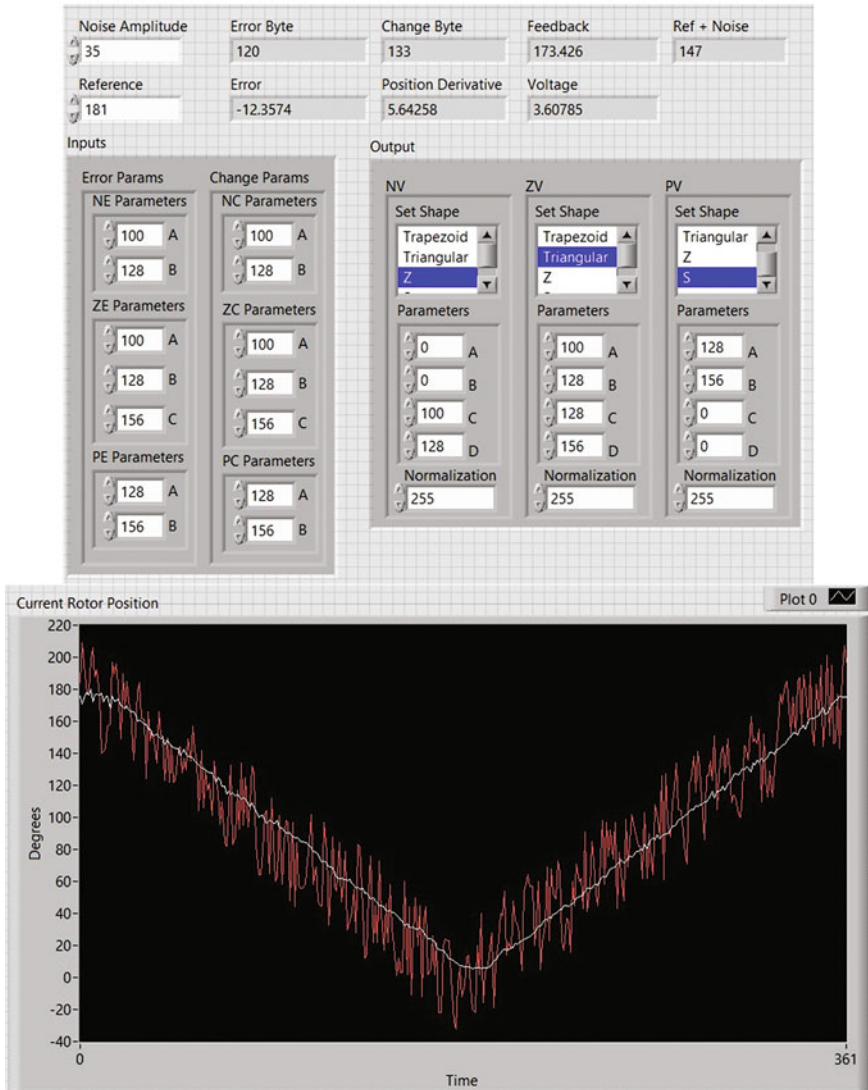 Noise Amplitude Error Byte Change Byte Feedback Ref + Noise
35 120 133 173.426 147
Reference Error Position Derivative Voltage
181 -12.3574 5.64258 3.60785
Inputs
Error Params Change Params
NE Parameters NC Parameters
100 A 100 A
128 B 128 B
ZE Parameters ZC Parameters
100 A 100 A
128 B 128 B
156 C 156 C
PE Parameters PC Parameters
128 A 128 A
156 B 156 B
Output
NV ZV PV
Set Shape Set Shape Set Shape
Trapezoid Trapezoid Triangular
Triangular Triangular Z
Z Z S
Parameters Parameters Parameters
0 A 100 A 128 A
0 B 128 B 156 B
100 C 128 C 0 C
128 D 156 D 0 D
Normalization Normalization Normalization
255 255 255
Current Rotor Position
Plot 0
220
200
180
160
140
120
100
80
60
40
20
0
-20
-40
Degrees
0 361
Time